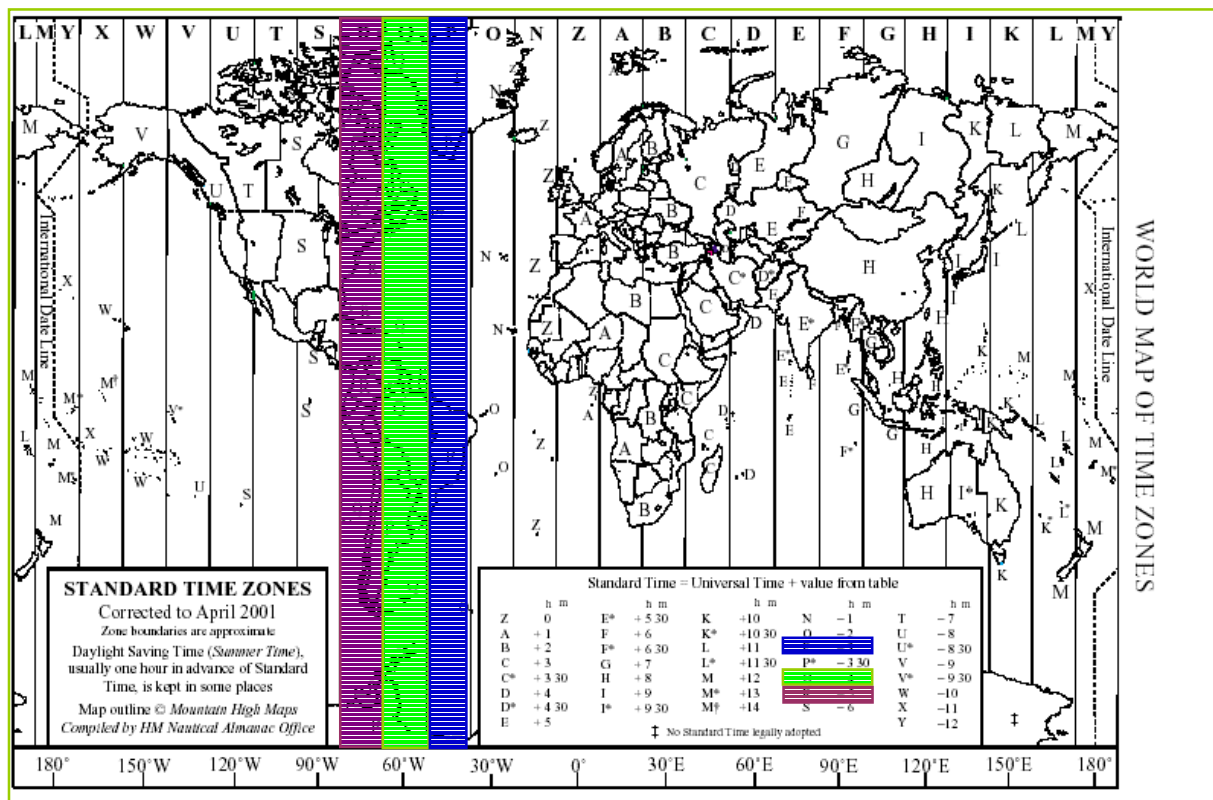 L M Y X W V U T S O N Z A B C D E F G H I K L M Y
N Z
A
M V S N Z A B C E G H I K L M
U T F K
S A B D F E L
N Z B C* D* H I I
International Date Line
International Date Line
WORLD MAP OF TIME ZONES
X X
W N Z A B C D E E* F F* G H I
S C E* K M
M M† E H H
M* V* S O Z A B C D E F G K M
L M X W N C E G H I K L M
M* W O A C D F* H L M*
U S H I* K L
M Z B K M
K M
STANDARD TIME ZONES
Corrected to April 2001
Zone boundaries are approximate
Daylight Saving Time (Summer Time),
usually one hour in advance of Standard
Time, is kept in some places
Map outline © Mountain High Maps
Compiled by HM Nautical Almanac Office
Standard Time = Universal Time + value from table
h m h m h m h m h m
Z 0 E* + 5 30 K +10 N − 1 T − 7
A + 1 F + 6 K* +10 30 O − 2 U − 8
B + 2 F* + 6 30 L +11 U* − 8 30
C + 3 G + 7 L* +11 30 P* − 3 30 V − 9
C* + 3 30 H + 8 M +12 V* − 9 30
D + 4 I + 9 M* +13 W −10
D* + 4 30 I* + 9 30 M† +14 S − 6 X −11
E + 5 Y −12
‡ No Standard Time legally adopted
‡
180° 150°W 120°W 90°W 60°W 30°W 0° 30°E 60°E 90°E 120°E 150°E 180°